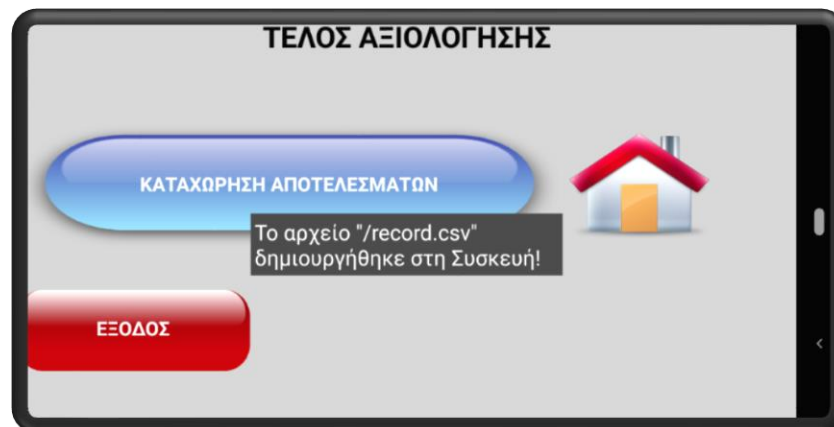 ΤΕΛΟΣ ΑΞΙΟΛΟΓΗΣΗΣ
ΚΑΤΑΧΩΡΗΣΗ ΑΠΟΤΕΛΕΣΜΑΤΩΝ
Το αρχείο "/record.csv"
δημιουργήθηκε στη Συσκευή!
ΕΞΟΔΟΣ